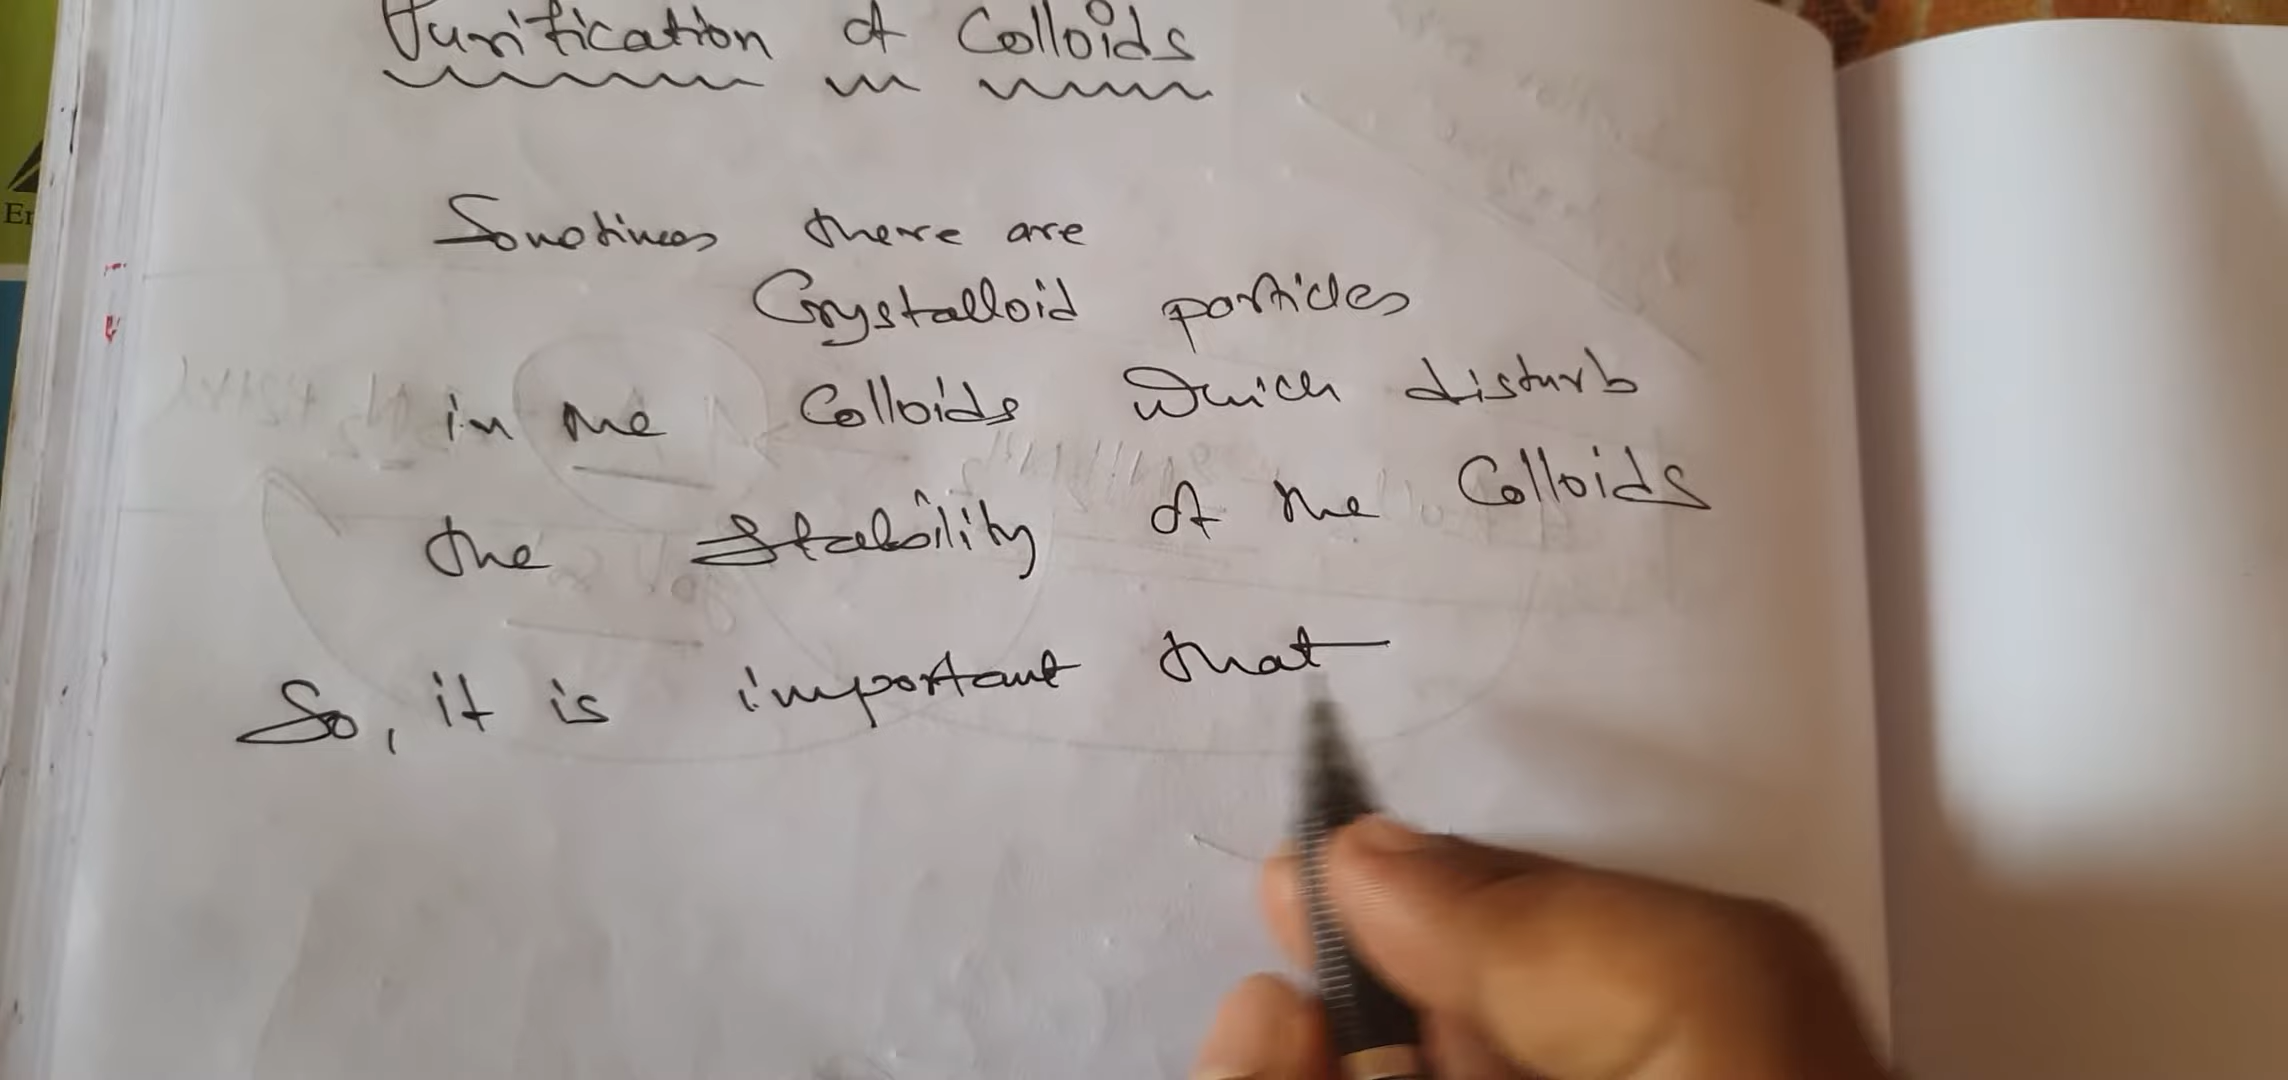 Purification of Colloids
Sometimes there are
Crystalloid particles
in the Colloids which disturb
the stability of the Colloids
So, it is important that